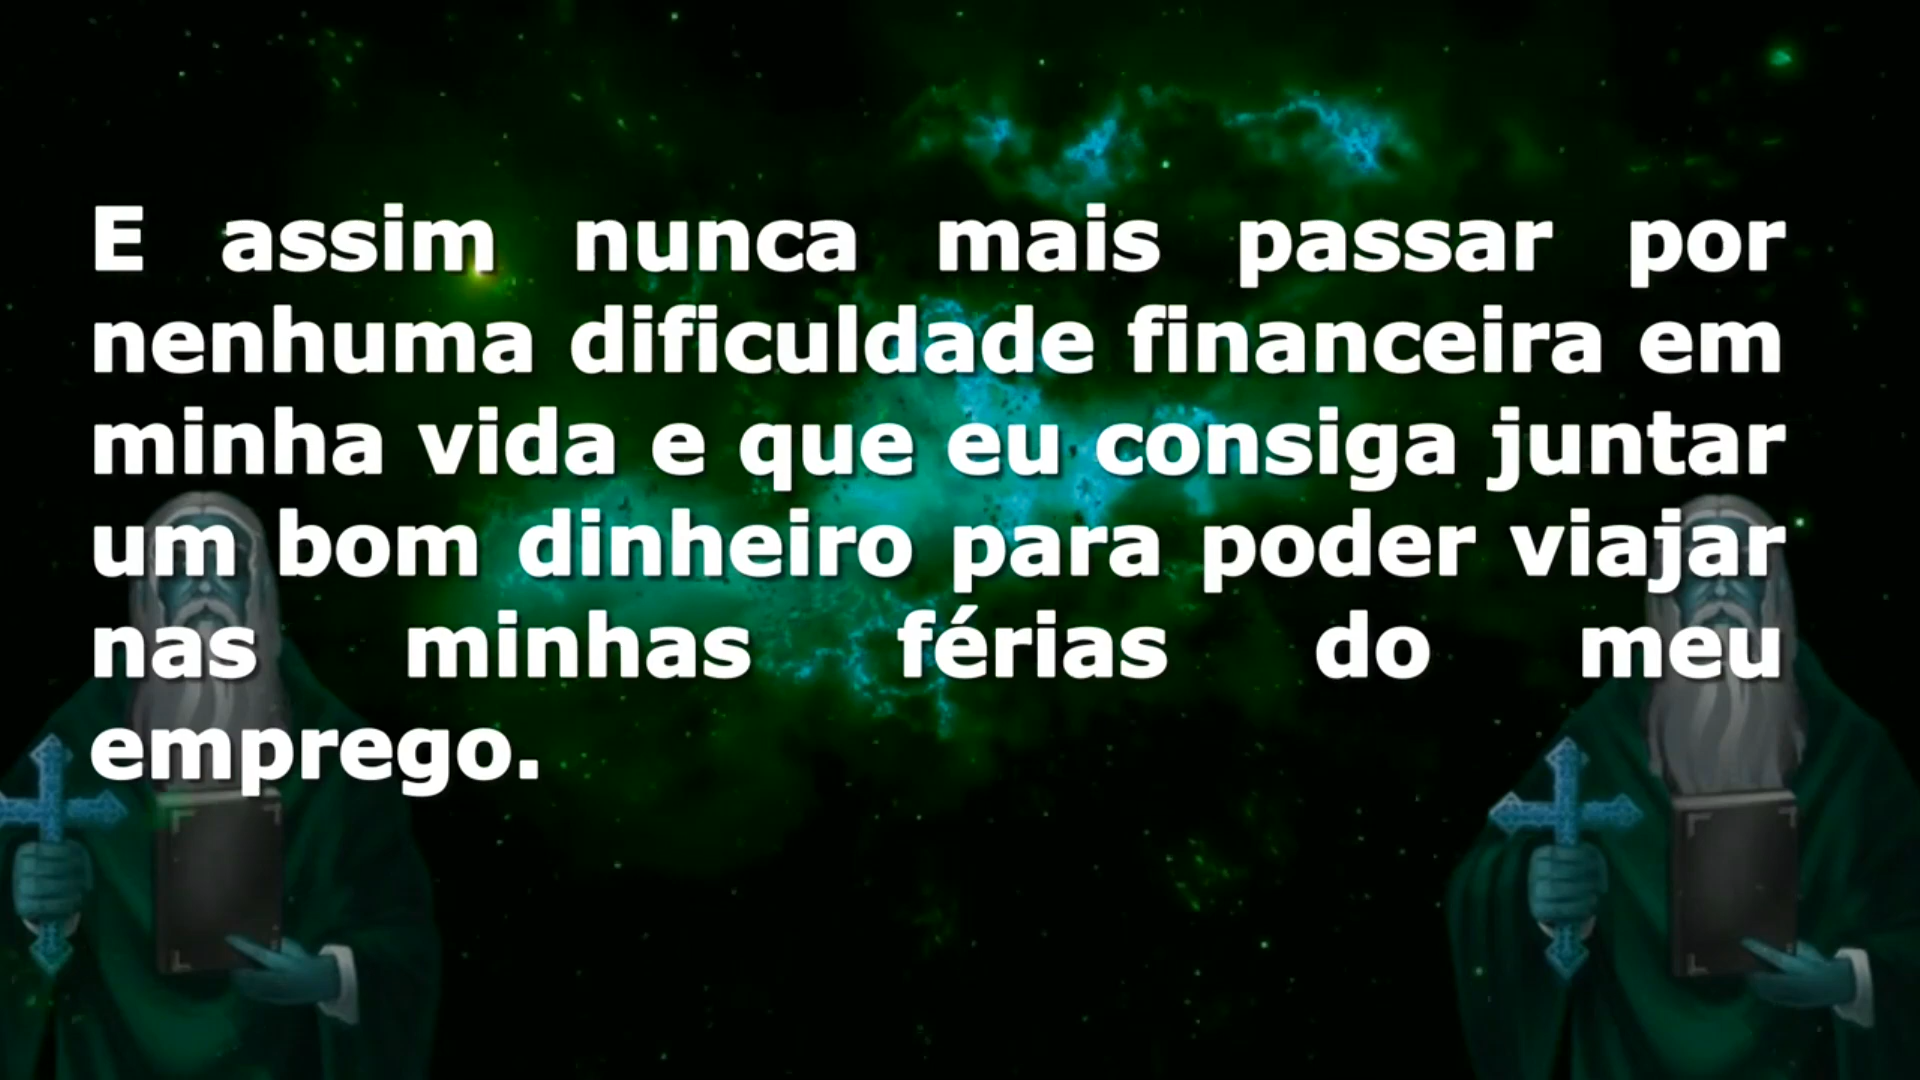 E assim nunca mais passar por
nenhuma dificuldade financeira em
minha vida e que eu consiga juntar
um bom dinheiro para poder viajar
nas minhas férias do meu
emprego.